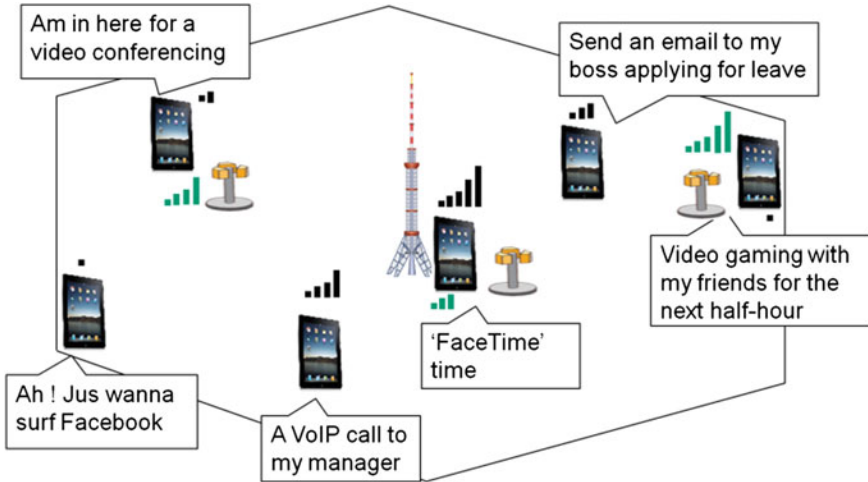 Am in here for a
video conferencing
Send an email to my
boss applying for leave
Video gaming with
my friends for the
next half-hour
‘FaceTime’
time
Ah ! Jus wanna
surf Facebook
A VoIP call to
my manager